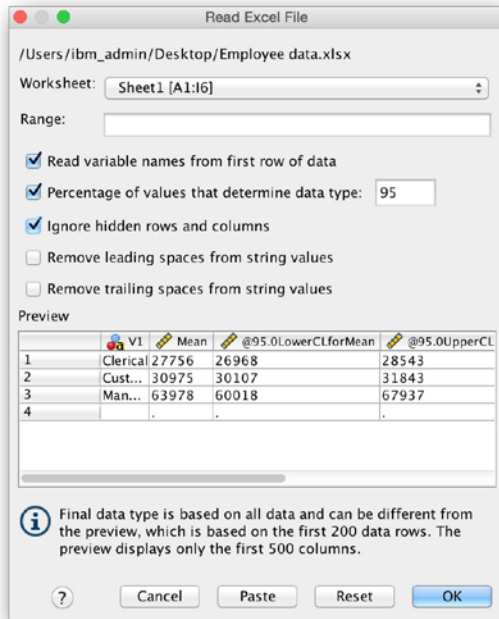 Read Excel File
/Users/ibm_admin/Desktop/Employee data.xlsx
Worksheet: Sheet1 [A1:I6]
Range:
Read variable names from first row of data
Percentage of values that determine data type: 95
Ignore hidden rows and columns
Remove leading spaces from string values
Remove trailing spaces from string values
Preview
V1 Mean @95.0LowerCLforMean @95.0UpperCL
1 Clerical 27756 26968 28543
2 Cust... 30975 30107 31843
3 Man... 63978 60018 67937
4 . . .
Final data type is based on all data and can be different from
the preview, which is based on the first 200 data rows. The
preview displays only the first 500 columns.
? Cancel Paste Reset OK